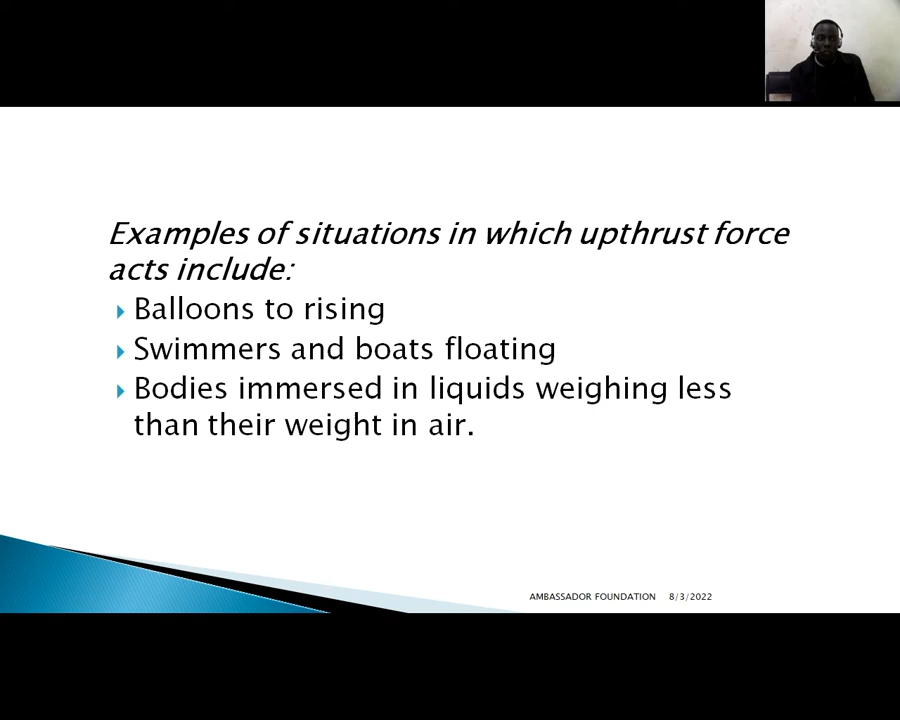 Examples of situations in which upthrust force
acts include:
Balloons to rising
Swimmers and boats floating
Bodies immersed in liquids weighing less
than their weight in air.
AMBASSADOR FOUNDATION 8/3/2022